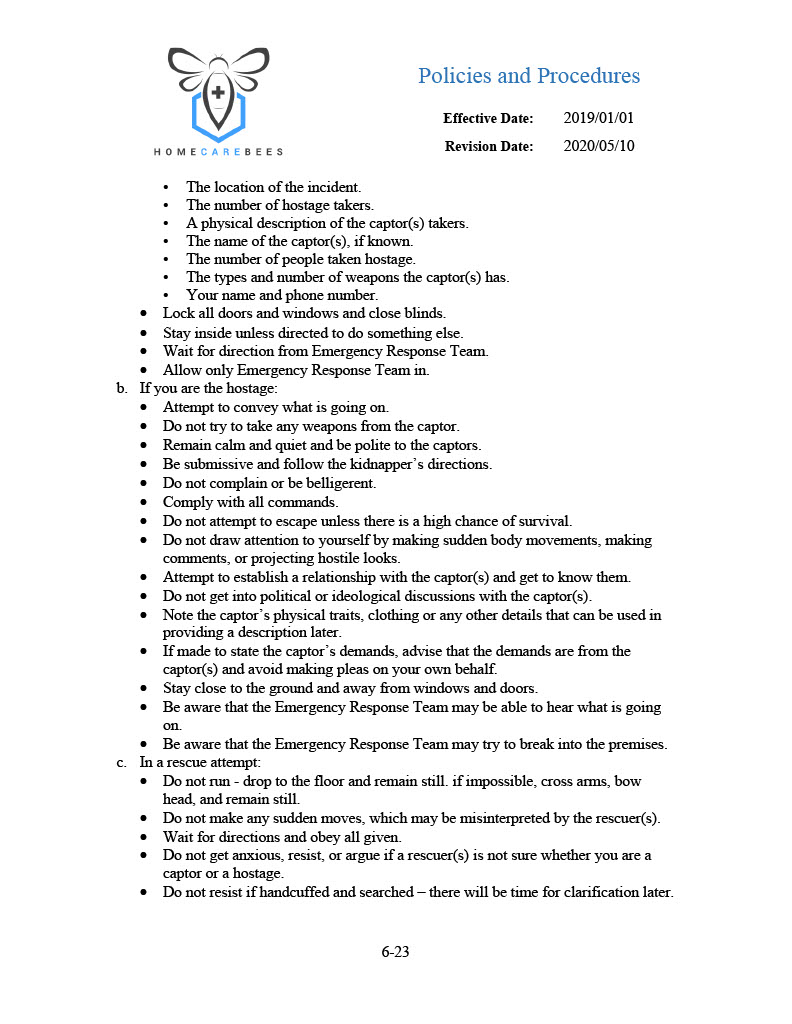 Policies and Procedures
Effective Date: 2019/01/01
Revision Date: 2020/05/10
HOMECAREBEES
• The location of the incident.
• The number of hostage takers.
• A physical description of the captor(s) takers.
• The name of the captor(s), if known.
• The number of people taken hostage.
• The types and number of weapons the captor(s) has.
• Your name and phone number.
• Lock all doors and windows and close blinds.
• Stay inside unless directed to do something else.
• Wait for direction from Emergency Response Team.
• Allow only Emergency Response Team in.
b. If you are the hostage:
• Attempt to convey what is going on.
• Do not try to take any weapons from the captor.
• Remain calm and quiet and be polite to the captors.
• Be submissive and follow the kidnapper’s directions.
• Do not complain or be belligerent.
• Comply with all commands.
• Do not attempt to escape unless there is a high chance of survival.
• Do not draw attention to yourself by making sudden body movements, making
comments, or projecting hostile looks.
• Attempt to establish a relationship with the captor(s) and get to know them.
• Do not get into political or ideological discussions with the captor(s).
• Note the captor’s physical traits, clothing or any other details that can be used in
providing a description later.
• If made to state the captor’s demands, advise that the demands are from the
captor(s) and avoid making pleas on your own behalf.
• Stay close to the ground and away from windows and doors.
• Be aware that the Emergency Response Team may be able to hear what is going
on.
• Be aware that the Emergency Response Team may try to break into the premises.
c. In a rescue attempt:
• Do not run - drop to the floor and remain still. if impossible, cross arms, bow
head, and remain still.
• Do not make any sudden moves, which may be misinterpreted by the rescuer(s).
• Wait for directions and obey all given.
• Do not get anxious, resist, or argue if a rescuer(s) is not sure whether you are a
captor or a hostage.
• Do not resist if handcuffed and searched – there will be time for clarification later.
6-23